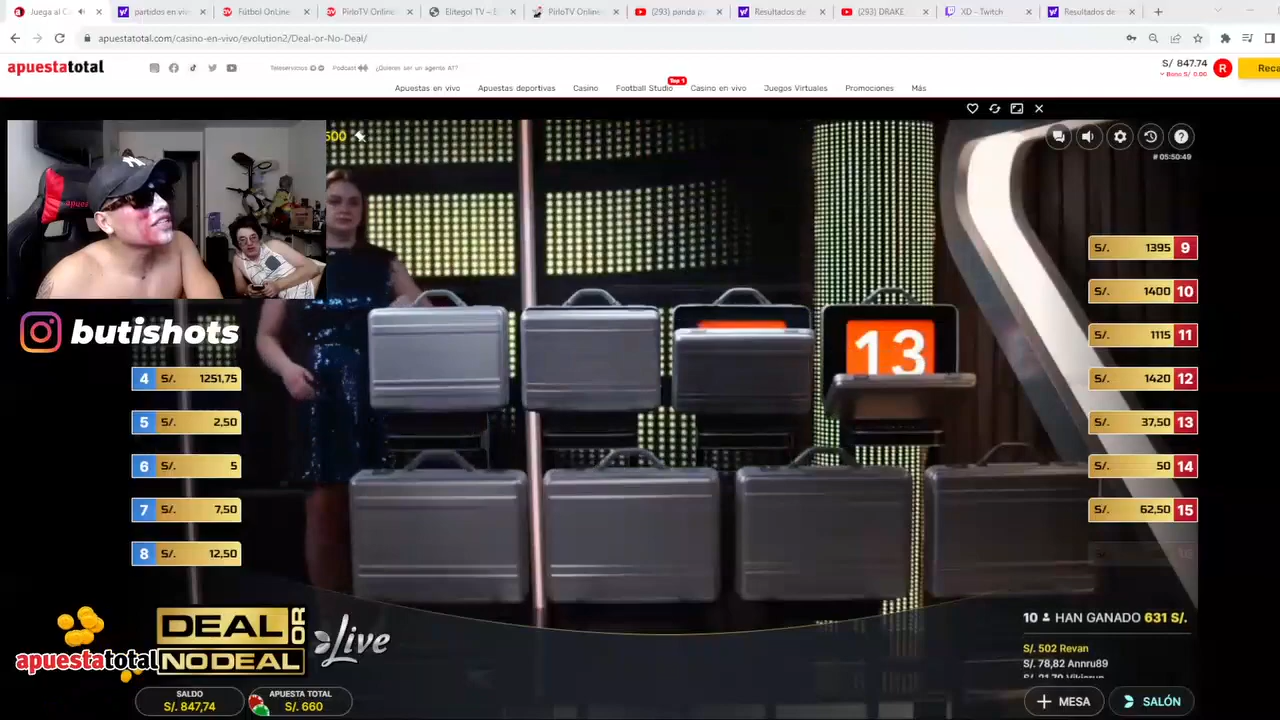 Juega al C
partidos en viv
Fútbol OnLine
PirloTV Online
Elitegol TV – E
PirloTV Online
(293) panda p
Resultados de
(293) DRAKE
XD - Twitch
Resultados de
apuestatotal.com/casino-en-vivo/evolution2/Deal-or-No-Deal/
apuestatotal
Teleservicios
Podcast
¿Quieres ser un agente AT?
S/ 847.74
Bono S/ 0.00
R
Reca
Top 1
Apuestas en vivo
Apuestas deportivas
Casino
Football Studio
Casino en vivo
Juegos Virtuales
Promociones
Más
500
# 05:50:49
butishots
13
4 S/. 1251,75
5 S/. 2,50
6 S/. 5
7 S/. 7,50
8 S/. 12,50
S/. 1395 9
S/. 1400 10
S/. 1115 11
S/. 1420 12
S/. 37,50 13
S/. 50 14
S/. 62,50 15
16
DEAL OR NO DEAL Live
apuestatotal
10 HAN GANADO 631 S/.
S/. 502 Revan
S/. 78,82 Annru89
SALDO
S/. 847,74
APUESTA TOTAL
S/. 660
MESA
SALÓN